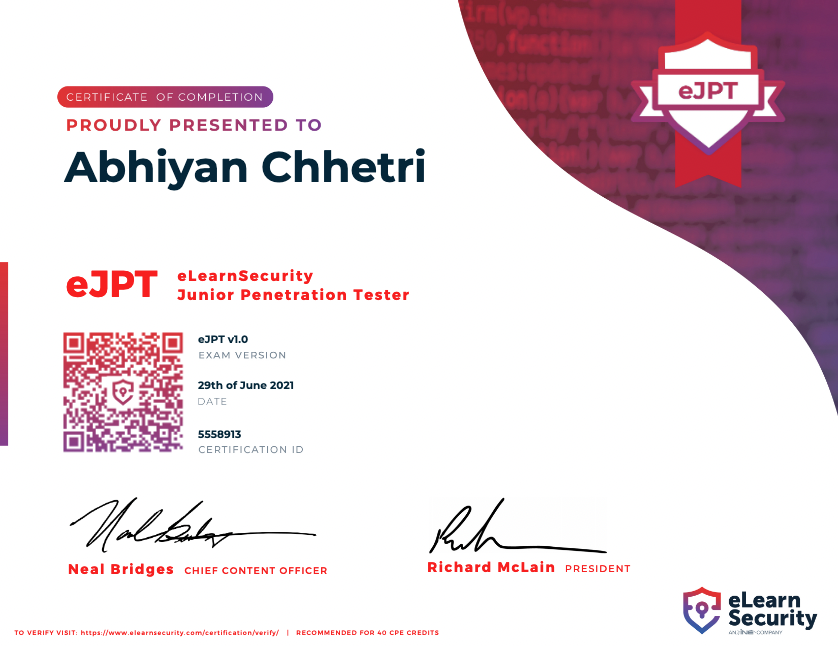 CERTIFICATE OF COMPLETION
PROUDLY PRESENTED TO
Abhiyan Chhetri
eJPT
eJPT
eLearnSecurity
Junior Penetration Tester
eJPT v1.0
EXAM VERSION
29th of June 2021
DATE
5558913
CERTIFICATION ID
Neal Bridges CHIEF CONTENT OFFICER
Richard McLain PRESIDENT
eLearn
Security
AN INE COMPANY
TO VERIFY VISIT: https://www.elearnsecurity.com/certification/verify/ | RECOMMENDED FOR 40 CPE CREDITS